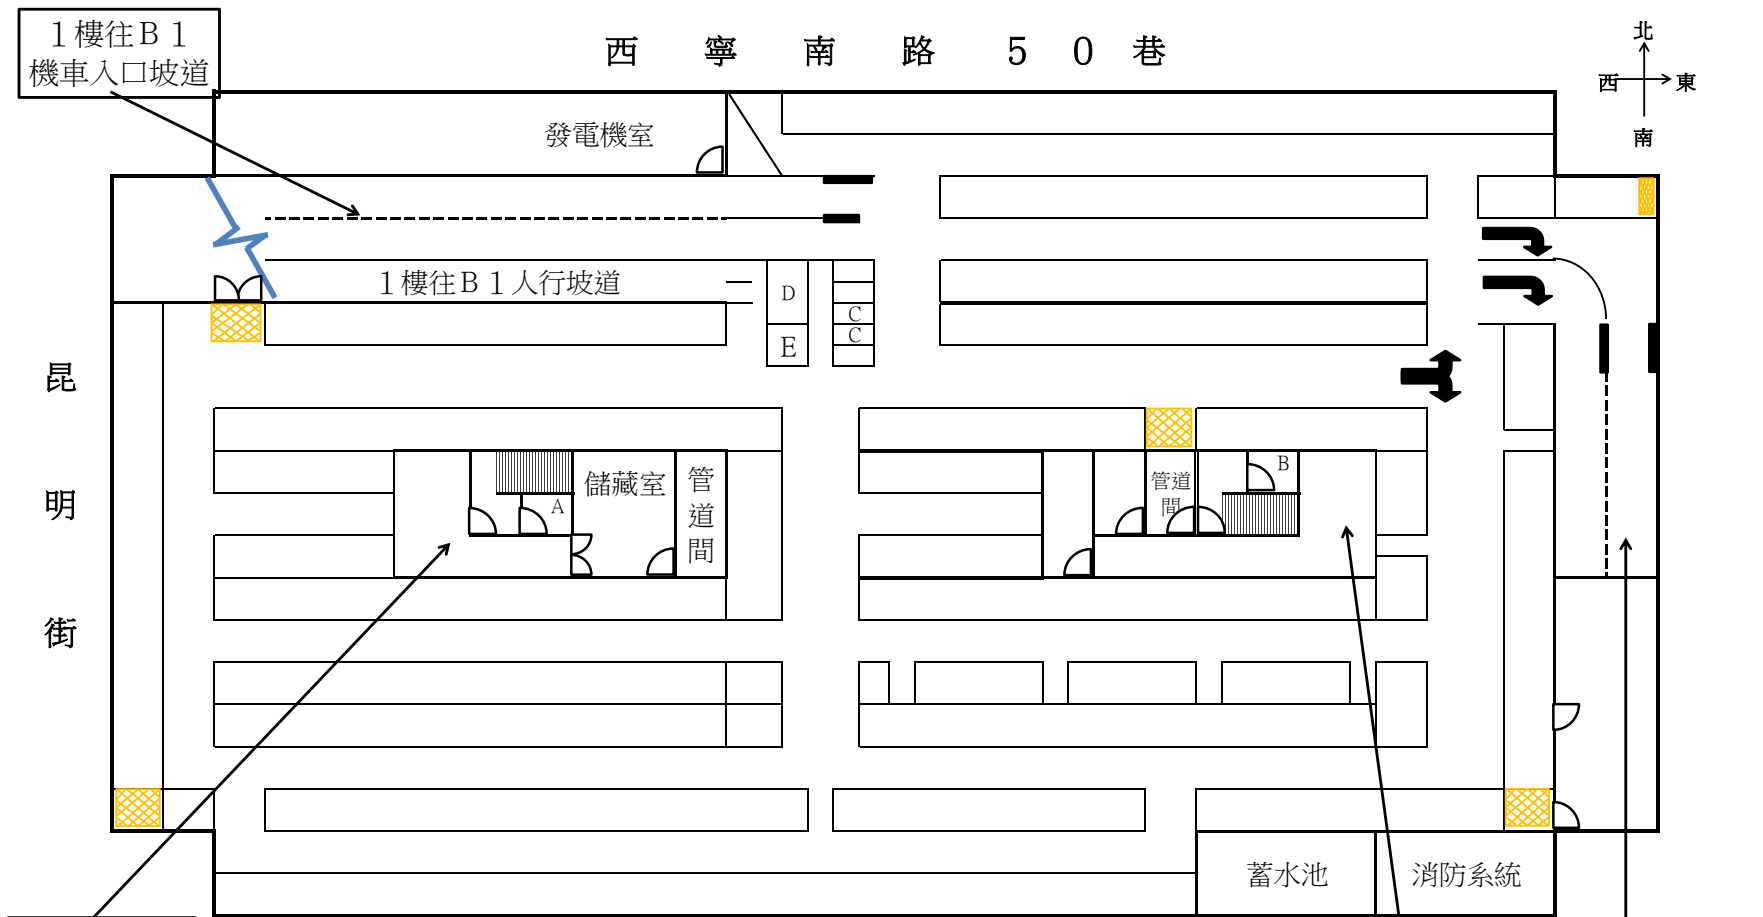 １樓往Ｂ１
機車入口坡道
西寧南路５０巷
北
西 東
南
發電機室
１樓往Ｂ１人行坡道
D
E
C
C
昆明街
儲藏室
管道間
A
管道間
B
蓄水池
消防系統